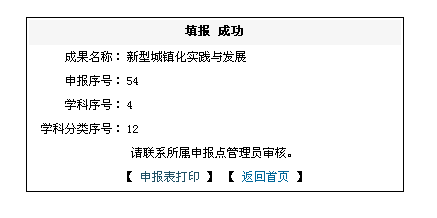 填报 成功
成果名称：新型城镇化实践与发展
申报序号：54
学科序号：4
学科分类序号：12
请联系所属申报点管理员审核。
【 申报表打印 】 【 返回首页 】